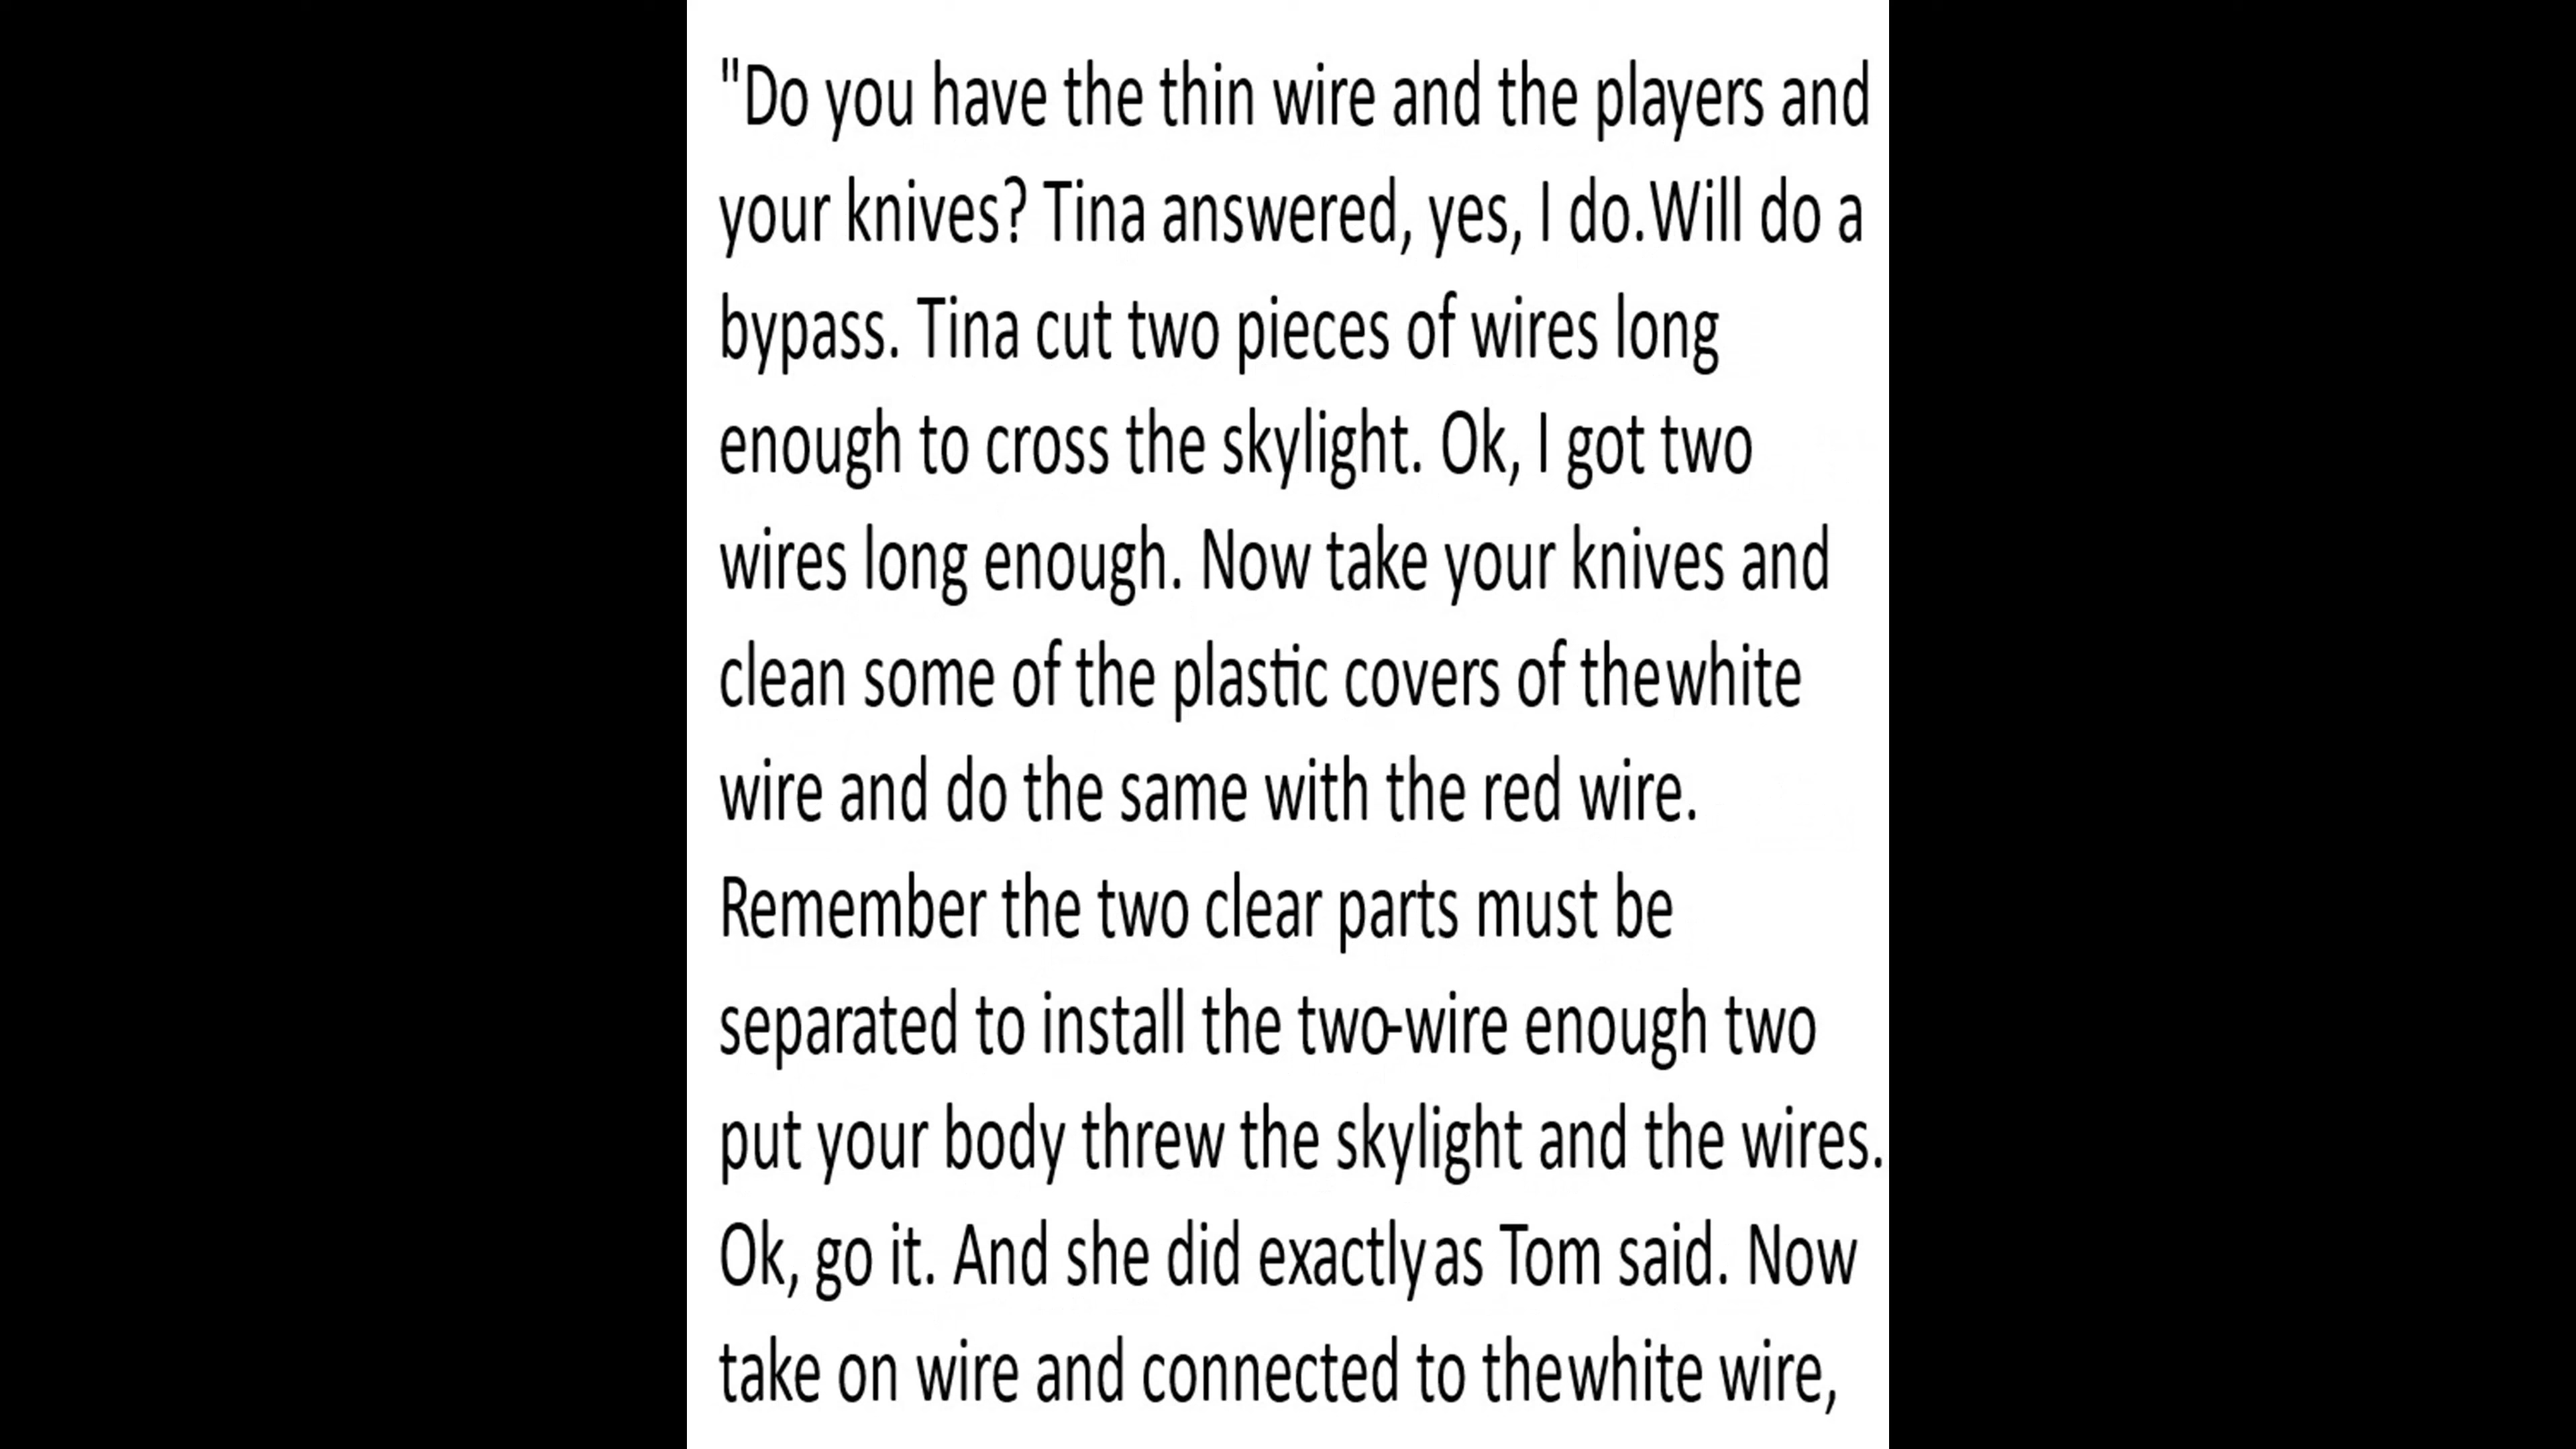 "Do you have the thin wire and the players and
your knives? Tina answered, yes, I do.Will do a
bypass. Tina cut two pieces of wires long
enough to cross the skylight. Ok, I got two
wires long enough. Now take your knives and
clean some of the plastic covers of thewhite
wire and do the same with the red wire.
Remember the two clear parts must be
separated to install the two-wire enough two
put your body threw the skylight and the wires.
Ok, go it. And she did exactly as Tom said. Now
take on wire and connected to thewhite wire,